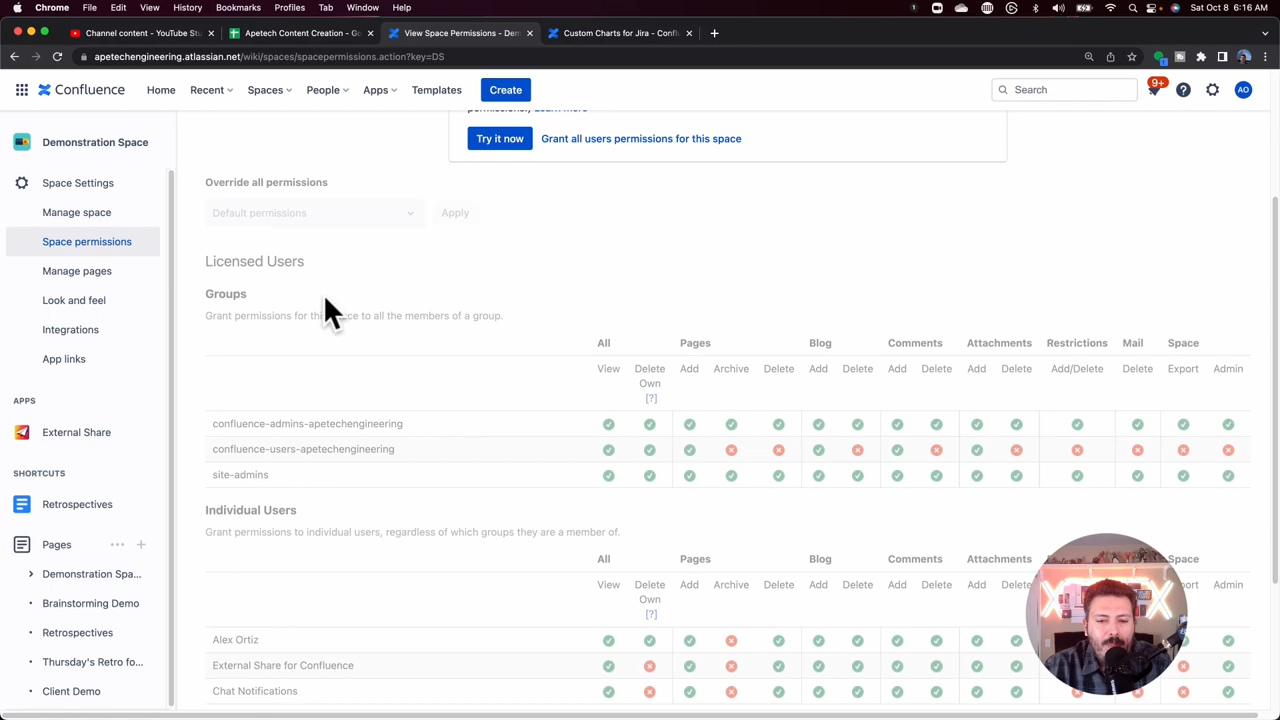 Chrome File Edit View History Bookmarks Profiles Tab Window Help 1 Sat Oct 8 6:16 AM
Channel content - YouTube Stu Apetech Content Creation - Go View Space Permissions - Dem Custom Charts for Jira - Conflu
apetechengineering.atlassian.net/wiki/spaces/spacepermissions.action?key=DS
Confluence Home Recent Spaces People Apps Templates Create Search 9+ AO
Demonstration Space
Space Settings
Manage space
Space permissions
Manage pages
Look and feel
Integrations
App links
APPS
External Share
SHORTCUTS
Retrospectives
Pages
Demonstration Spa...
Brainstorming Demo
Retrospectives
Thursday's Retro fo...
Client Demo
Try it now Grant all users permissions for this space
Override all permissions
Default permissions Apply
Licensed Users
Groups
Grant permissions for this space to all the members of a group.
All Pages Blog Comments Attachments Restrictions Mail Space
View Delete Own [?] Add Archive Delete Add Delete Add Delete Add Delete Add/Delete Delete Export Admin
confluence-admins-apetechengineering
confluence-users-apetechengineering
site-admins
Individual Users
Grant permissions to individual users, regardless of which groups they are a member of.
All Pages Blog Comments Attachments Space
View Delete Own [?] Add Archive Delete Add Delete Add Delete Add Delete Admin
Alex Ortiz
External Share for Confluence
Chat Notifications